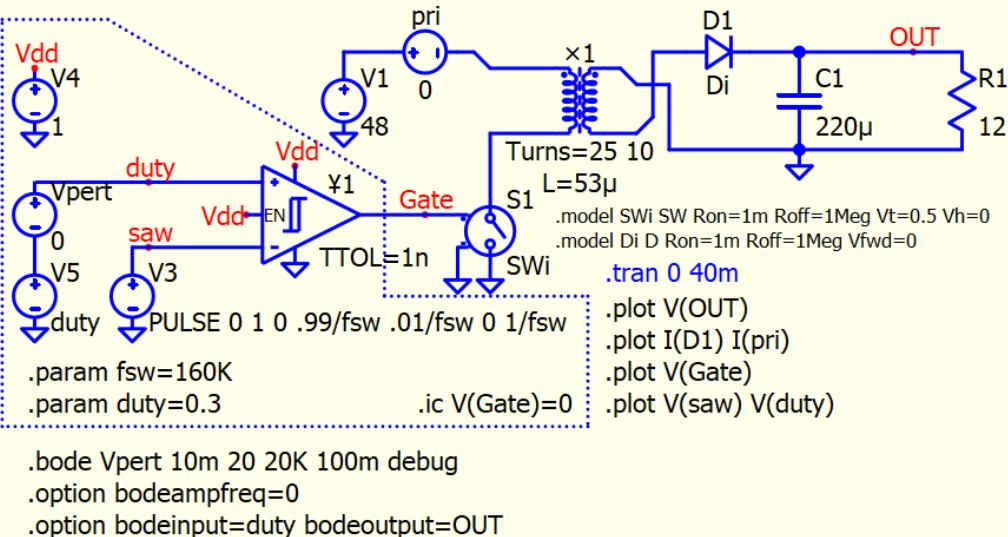 pri
D1
Vdd
×1
OUT
V4
V1
C1
R1
0
Di
1
48
220µ
12
Vdd
Turns=25 10
duty
¥1
L=53µ
Vpert
Vdd
EN
Gate
S1
.model SWi SW Ron=1m Roff=1Meg Vt=0.5 Vh=0
.model Di D Ron=1m Roff=1Meg Vfwd=0
0
saw
TTOL=1n
SWi
V5
V3
.tran 0 40m
duty
PULSE 0 1 0 .99/fsw .01/fsw 0 1/fsw
.plot V(OUT)
.plot I(D1) I(pri)
.param fsw=160K
.plot V(Gate)
.param duty=0.3
.ic V(Gate)=0
.plot V(saw) V(duty)
.bode Vpert 10m 20 20K 100m debug
.option bodeampfreq=0
.option bodeinput=duty bodeoutput=OUT